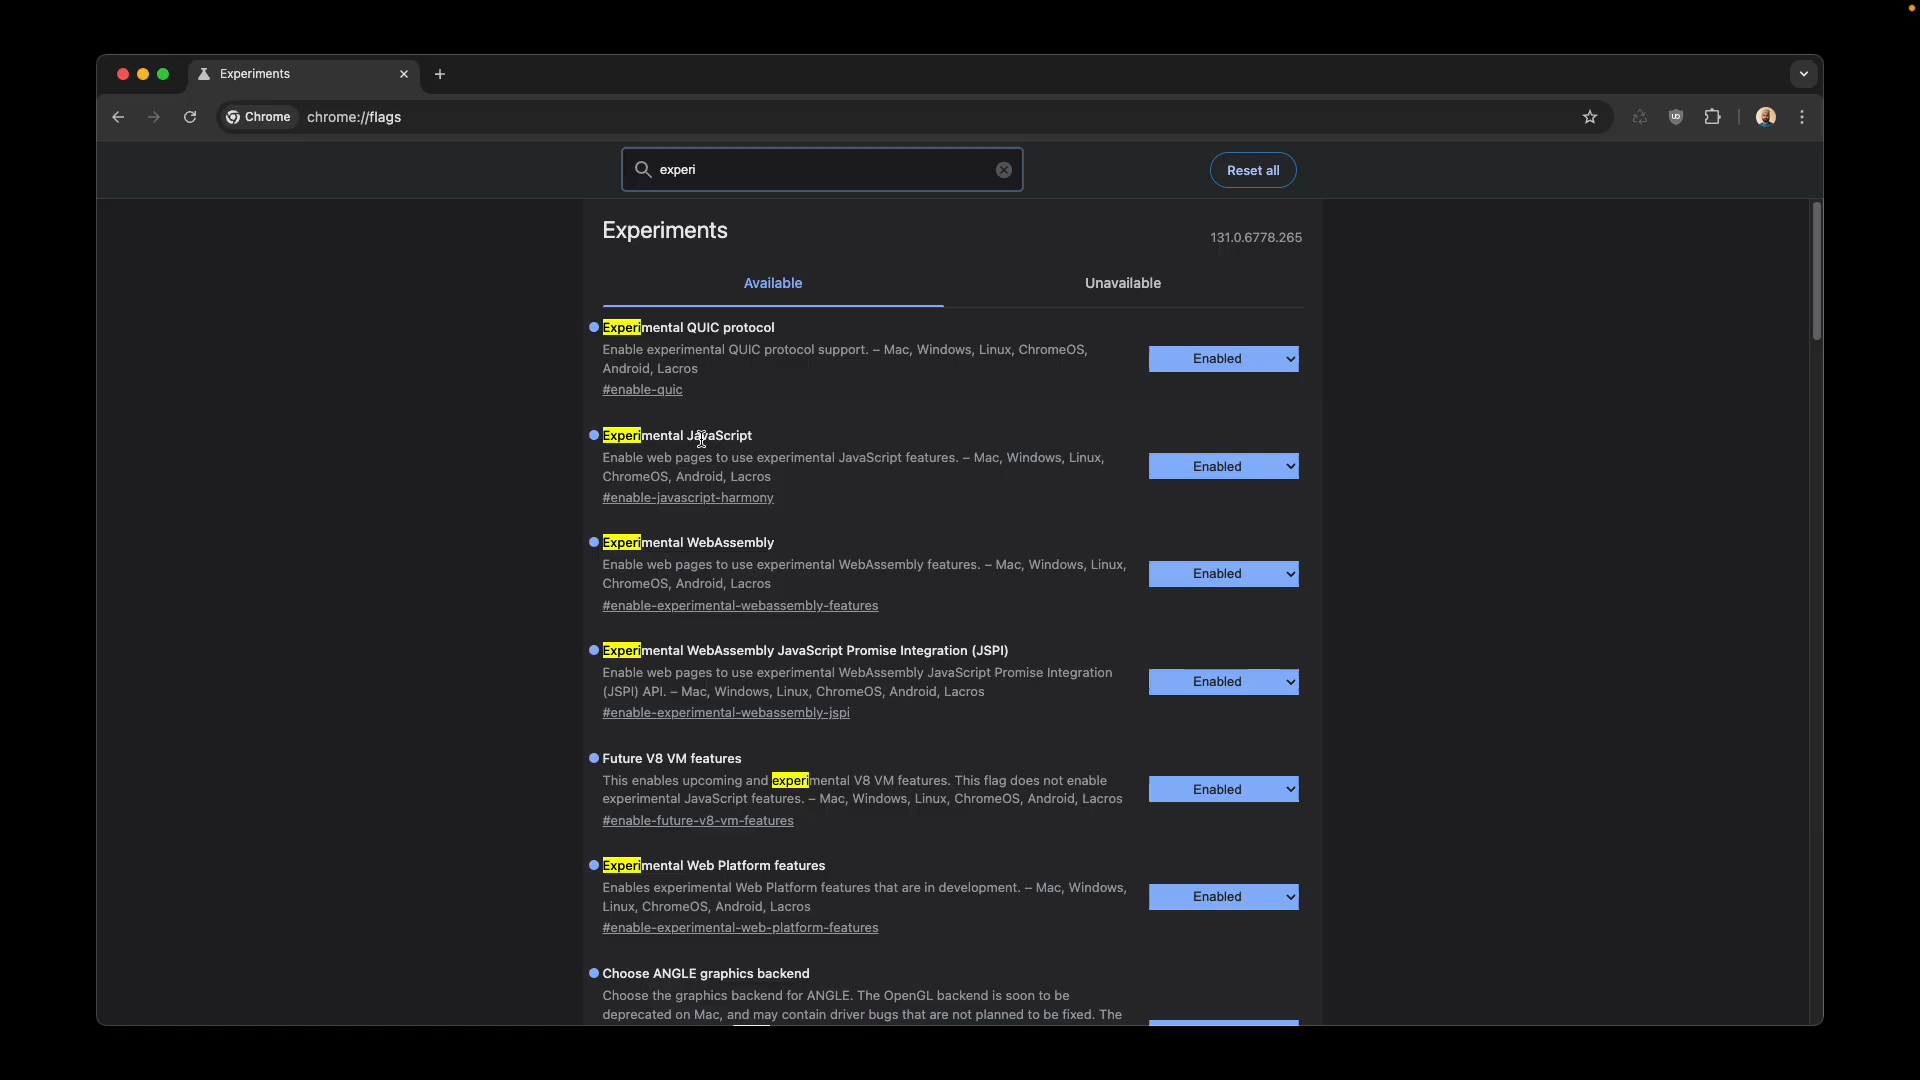 Experiments
Chrome
chrome://flags
experi
Reset all
Experiments
131.0.6778.265
Available
Unavailable
Experimental QUIC protocol
Enable experimental QUIC protocol support. – Mac, Windows, Linux, ChromeOS,
Android, Lacros
#enable-quic
Enabled
Experimental JavaScript
Enable web pages to use experimental JavaScript features. – Mac, Windows, Linux,
ChromeOS, Android, Lacros
#enable-javascript-harmony
Enabled
Experimental WebAssembly
Enable web pages to use experimental WebAssembly features. – Mac, Windows, Linux,
ChromeOS, Android, Lacros
#enable-experimental-webassembly-features
Enabled
Experimental WebAssembly JavaScript Promise Integration (JSPI)
Enable web pages to use experimental WebAssembly JavaScript Promise Integration
(JSPI) API. – Mac, Windows, Linux, ChromeOS, Android, Lacros
#enable-experimental-webassembly-jspi
Enabled
Future V8 VM features
This enables upcoming and experimental V8 VM features. This flag does not enable
experimental JavaScript features. – Mac, Windows, Linux, ChromeOS, Android, Lacros
#enable-future-v8-vm-features
Enabled
Experimental Web Platform features
Enables experimental Web Platform features that are in development. – Mac, Windows,
Linux, ChromeOS, Android, Lacros
#enable-experimental-web-platform-features
Enabled
Choose ANGLE graphics backend
Choose the graphics backend for ANGLE. The OpenGL backend is soon to be
deprecated on Mac, and may contain driver bugs that are not planned to be fixed. The